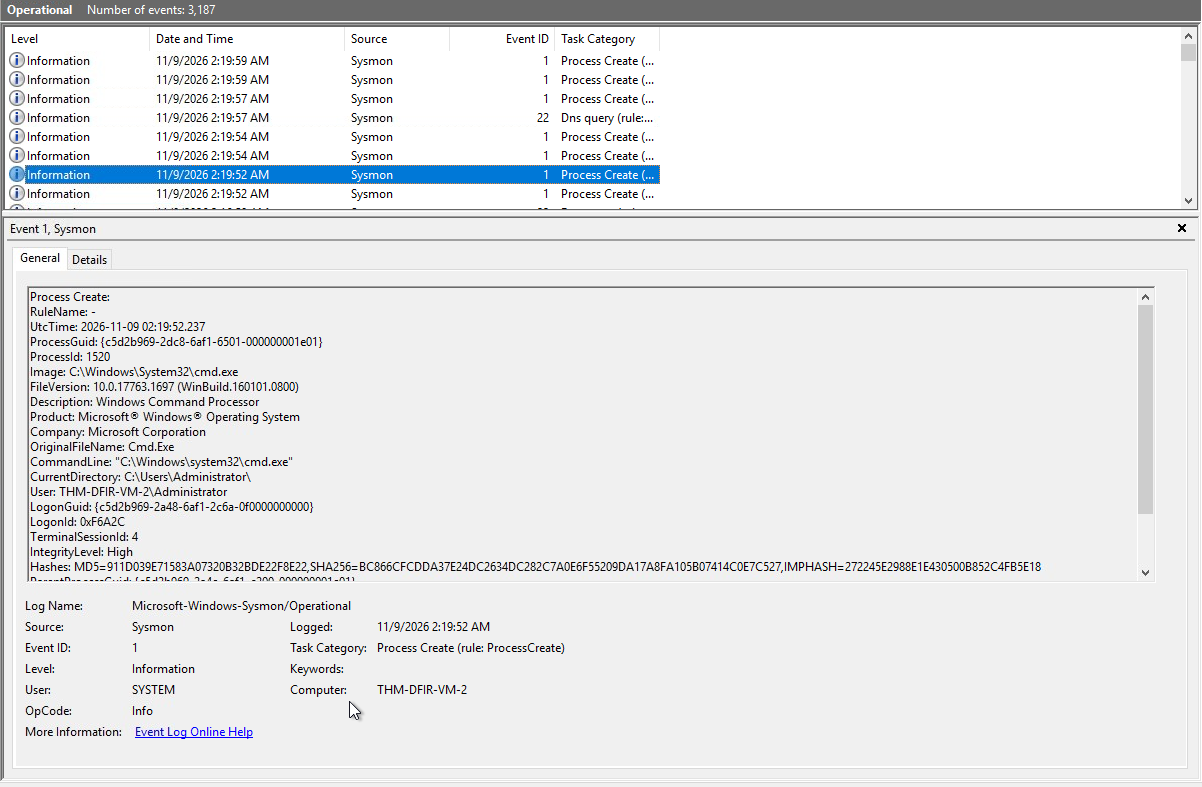 Operational Number of events: 3,187
Level Date and Time Source Event ID Task Category
Information 11/9/2026 2:19:59 AM Sysmon 1 Process Create (...
Information 11/9/2026 2:19:59 AM Sysmon 1 Process Create (...
Information 11/9/2026 2:19:57 AM Sysmon 1 Process Create (...
Information 11/9/2026 2:19:57 AM Sysmon 22 Dns query (rule:...
Information 11/9/2026 2:19:54 AM Sysmon 1 Process Create (...
Information 11/9/2026 2:19:54 AM Sysmon 1 Process Create (...
Information 11/9/2026 2:19:52 AM Sysmon 1 Process Create (...
Information 11/9/2026 2:19:52 AM Sysmon 1 Process Create (...
Event 1, Sysmon
General Details
Process Create:
RuleName: -
UtcTime: 2026-11-09 02:19:52.237
ProcessGuid: {c5d2b969-2dc8-6af1-6501-000000001e01}
ProcessId: 1520
Image: C:\Windows\System32\cmd.exe
FileVersion: 10.0.17763.1697 (WinBuild.160101.0800)
Description: Windows Command Processor
Product: Microsoft® Windows® Operating System
Company: Microsoft Corporation
OriginalFileName: Cmd.Exe
CommandLine: "C:\Windows\system32\cmd.exe"
CurrentDirectory: C:\Users\Administrator\
User: THM-DFIR-VM-2\Administrator
LogonGuid: {c5d2b969-2a48-6af1-2c6a-0f0000000000}
LogonId: 0xF6A2C
TerminalSessionId: 4
IntegrityLevel: High
Hashes: MD5=911D039E71583A07320B32BDE22F8E22,SHA256=BC866CFCDDA37E24DC2634DC282C7A0E6F55209DA17A8FA105B07414C0E7C527,IMPHASH=272245E2988E1E430500B852C4FB5E18
Log Name: Microsoft-Windows-Sysmon/Operational
Source: Sysmon Logged: 11/9/2026 2:19:52 AM
Event ID: 1 Task Category: Process Create (rule: ProcessCreate)
Level: Information Keywords:
User: SYSTEM Computer: THM-DFIR-VM-2
OpCode: Info
More Information: Event Log Online Help